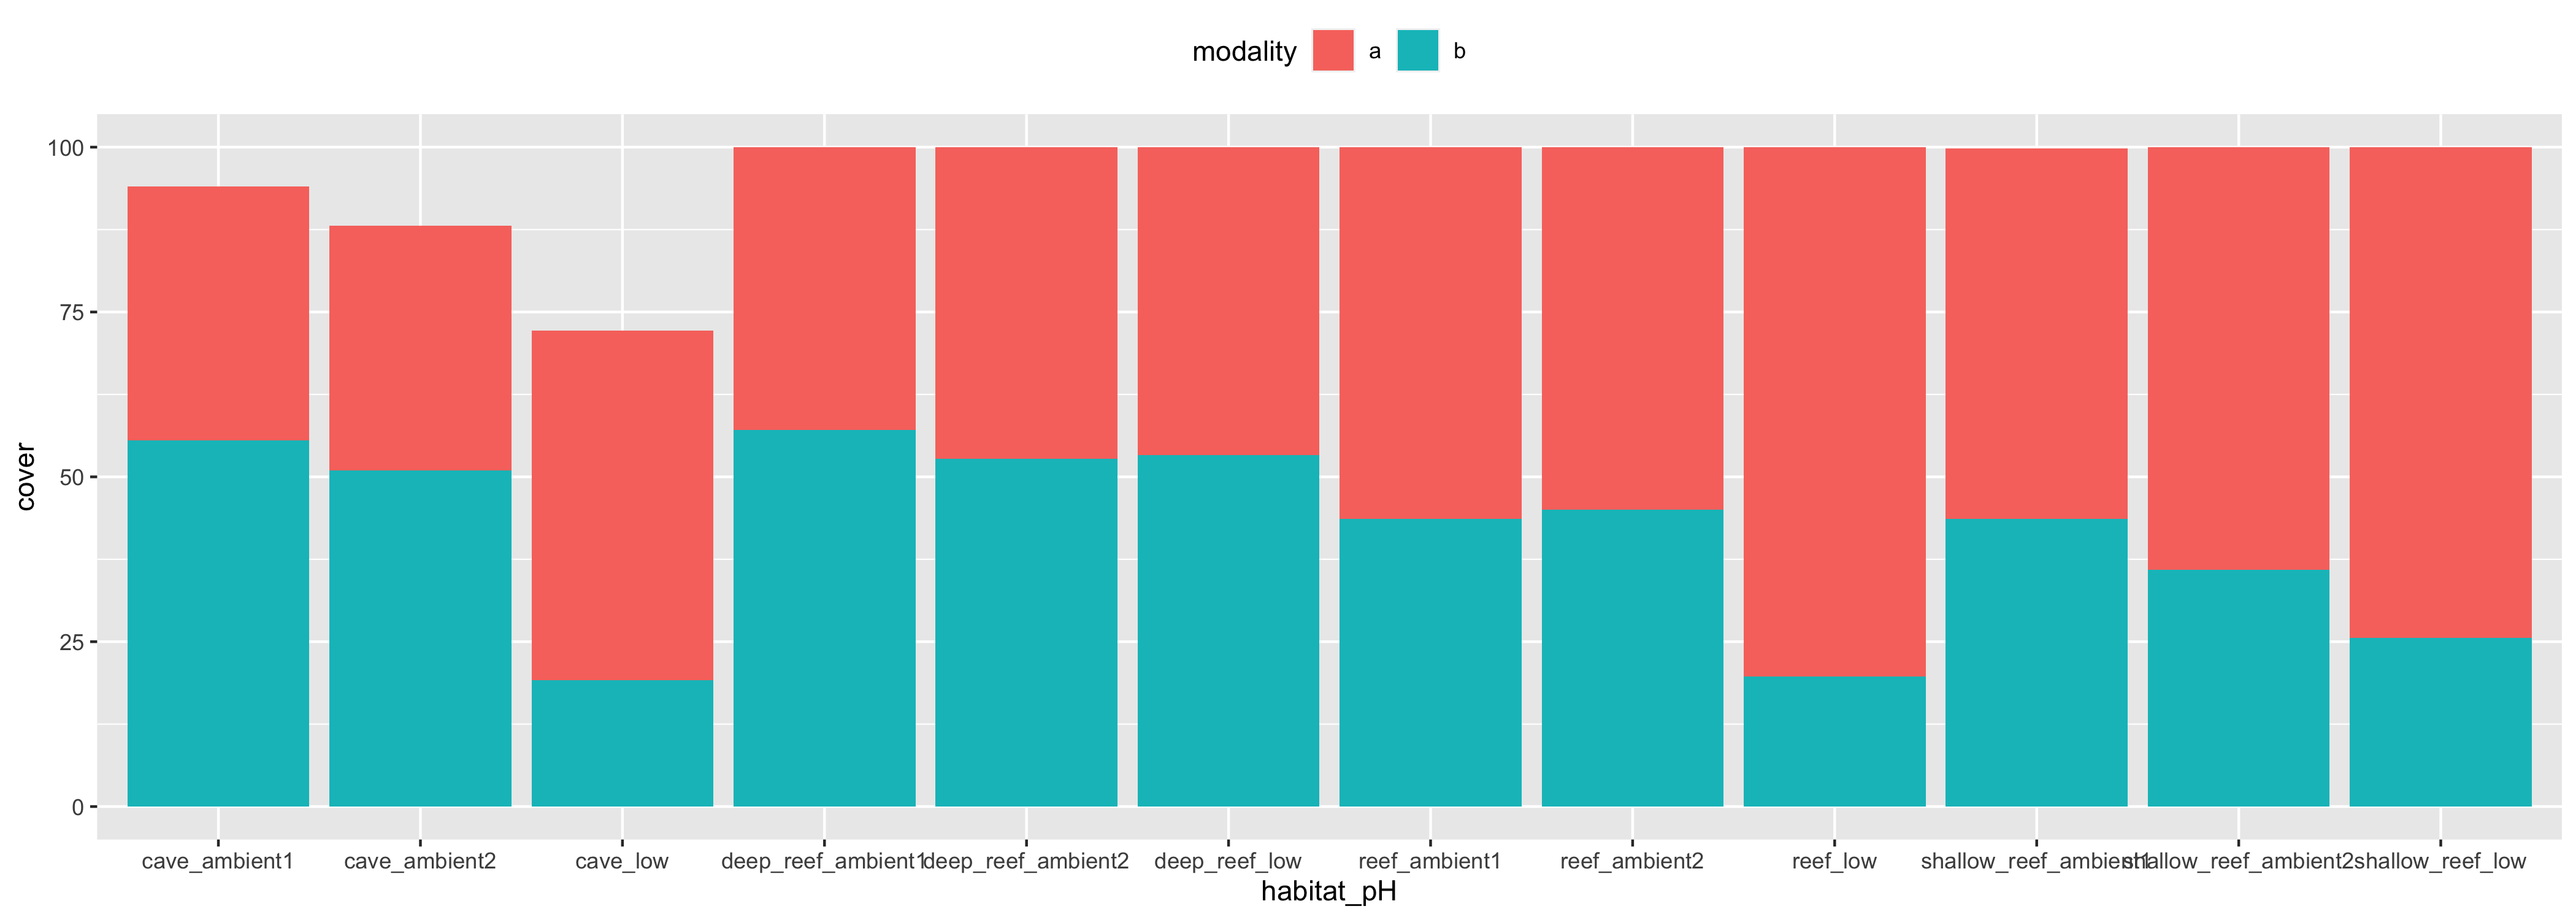 modality a b
100
75
50
25
0
cover
cave_ambient1 cave_ambient2 cave_low deep_reef_ambient1 deep_reef_ambient2 deep_reef_low reef_ambient1 reef_ambient2 reef_low shallow_reef_ambient1 shallow_reef_ambient2 shallow_reef_low
habitat_pH